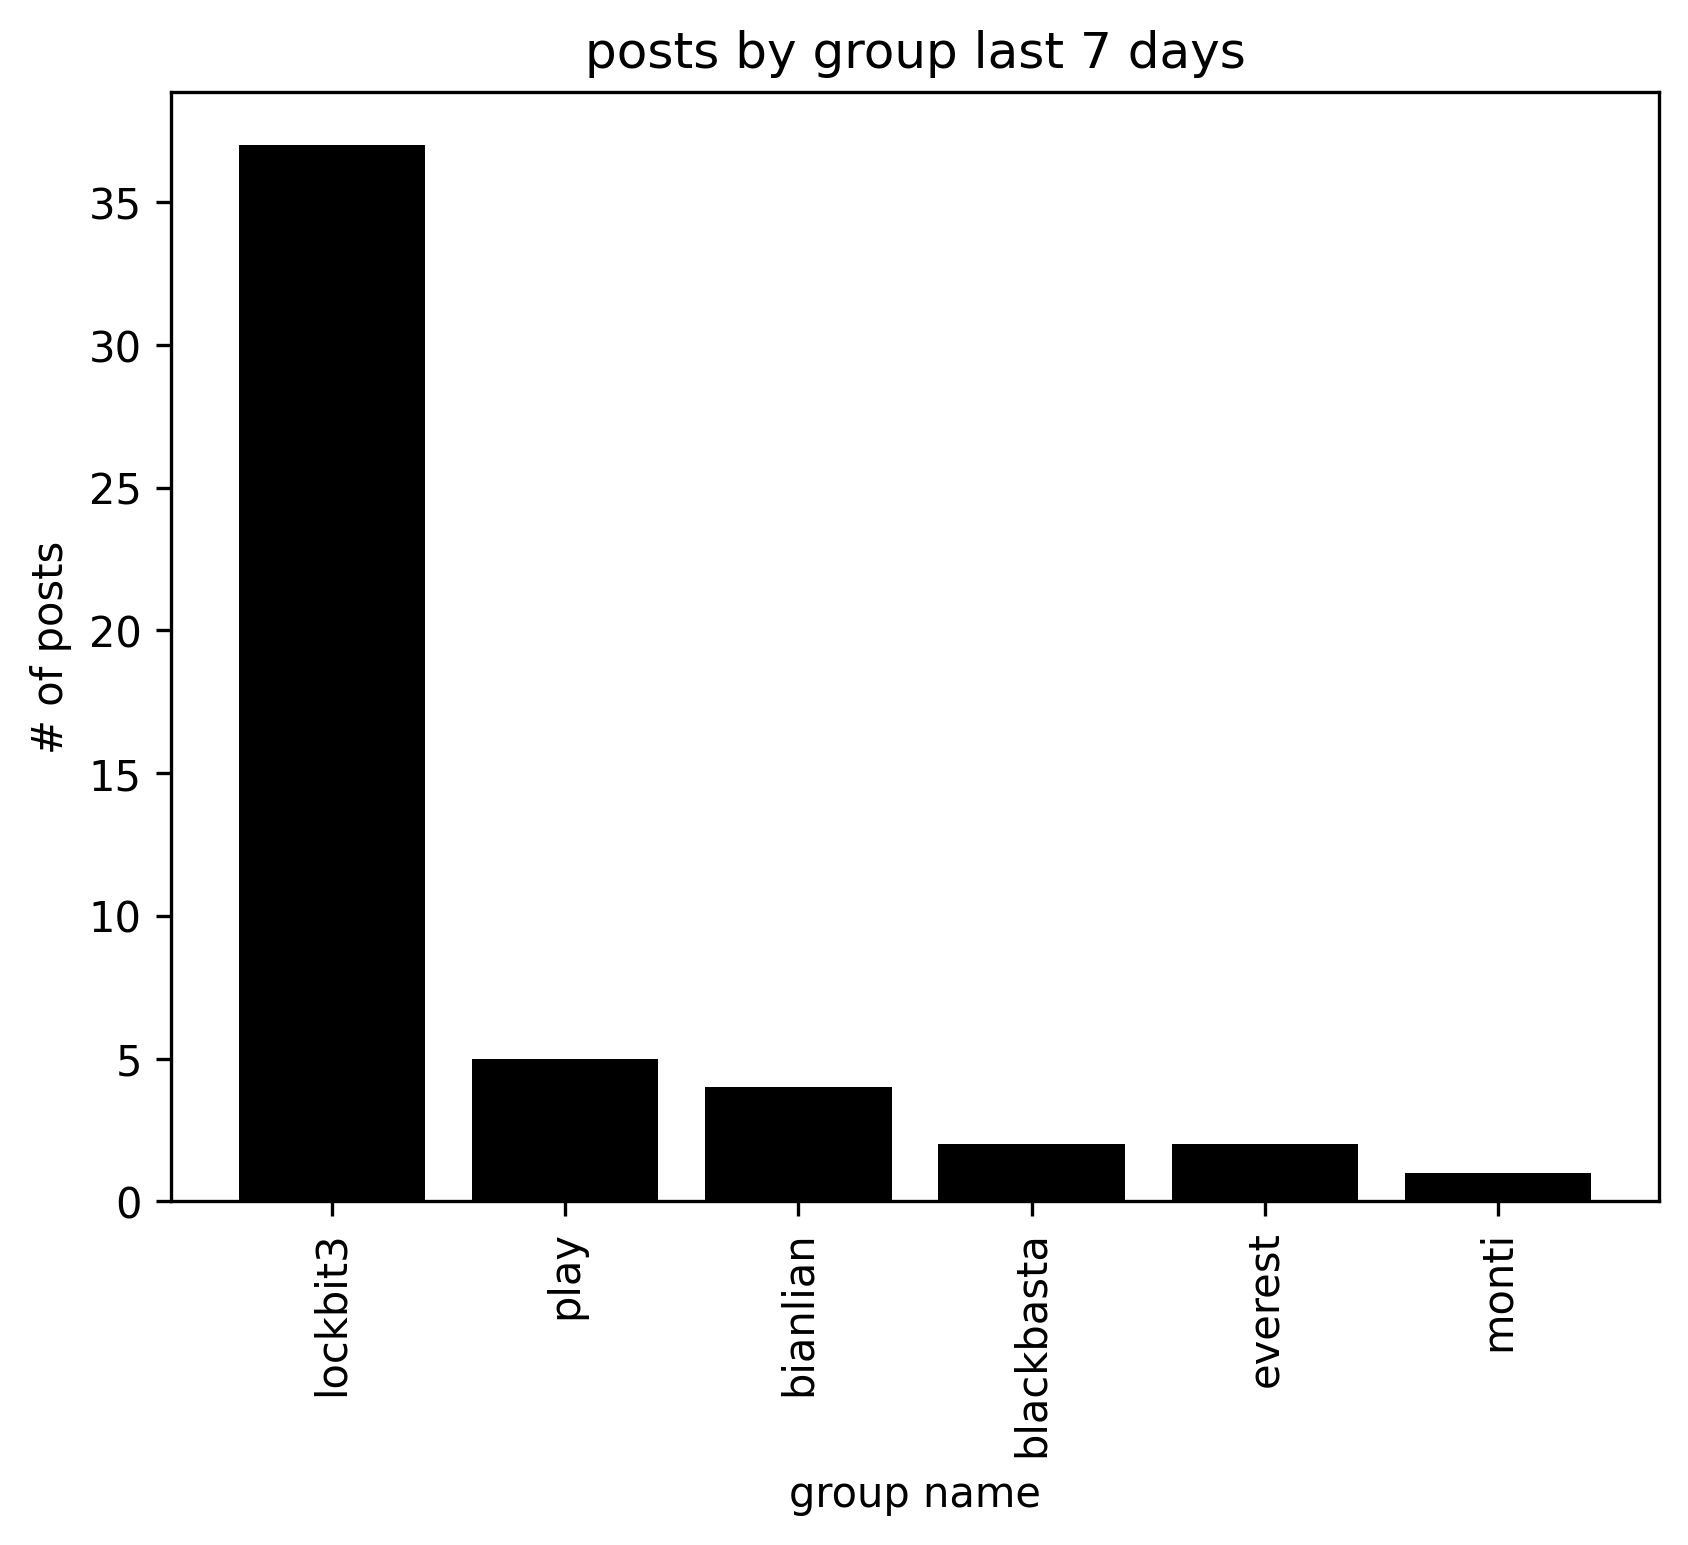 posts by group last 7 days
# of posts
35
30
25
20
15
10
5
0
lockbit3
play
bianlian
blackbasta
everest
monti
group name